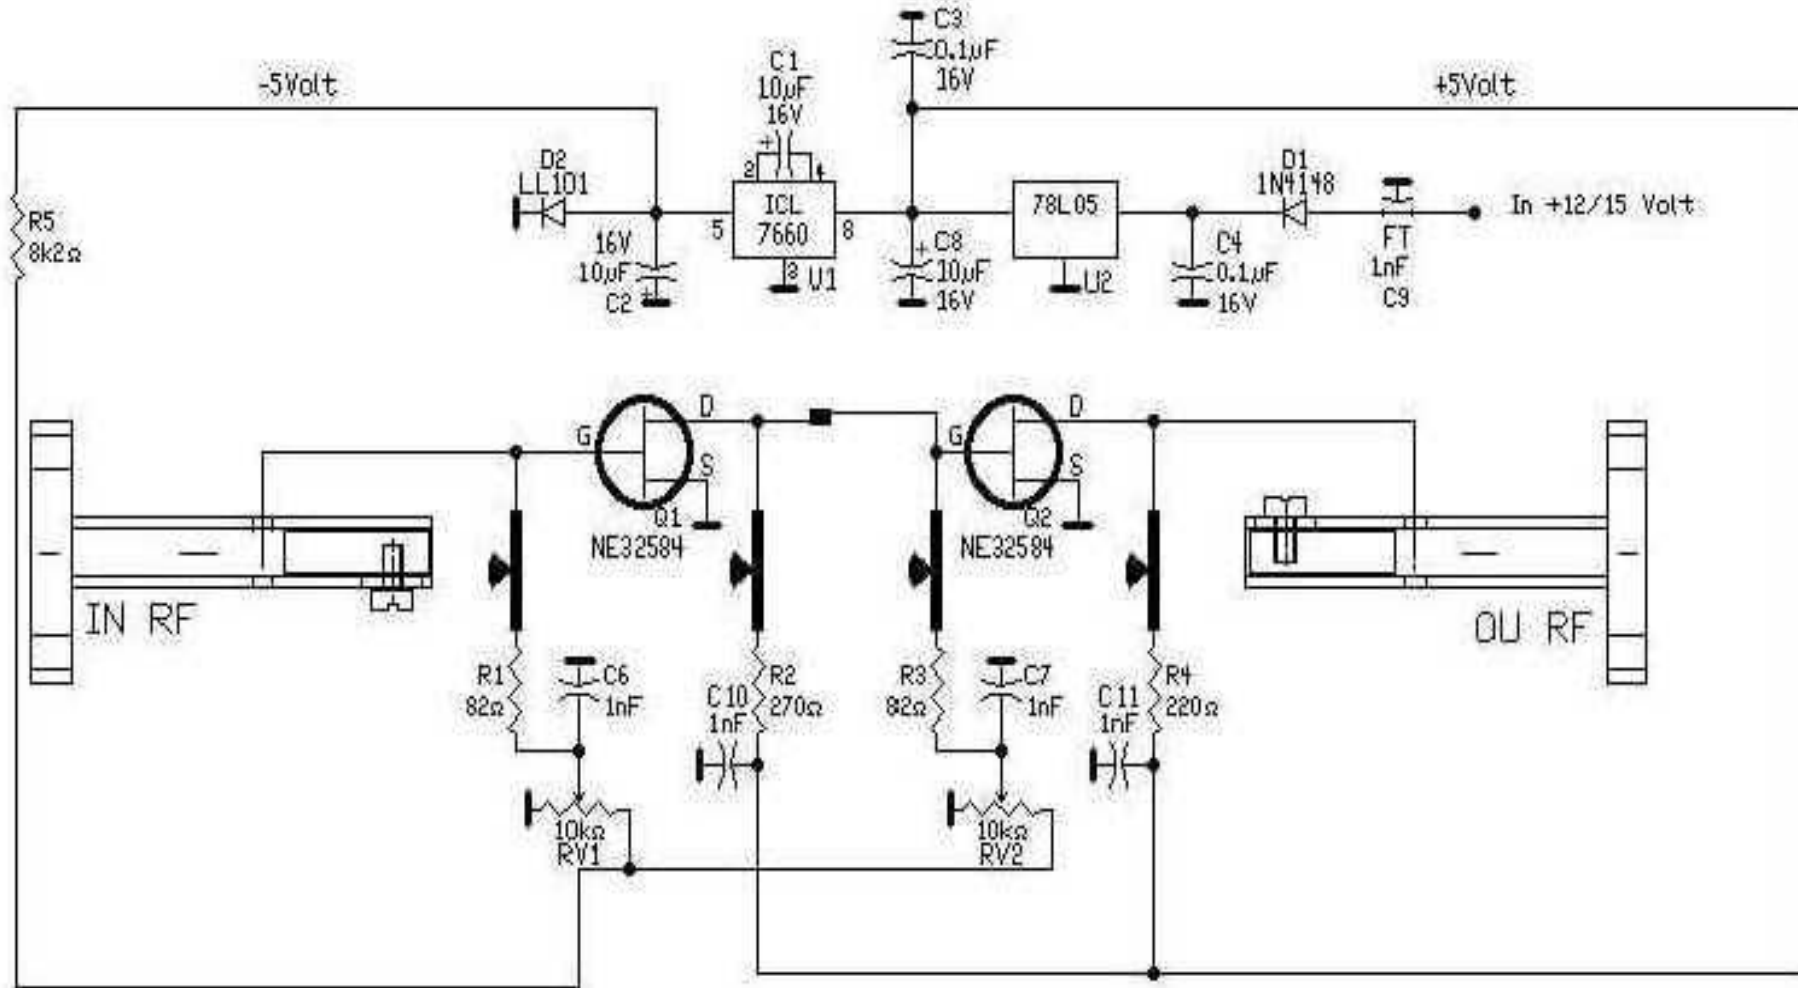 C3
0.1µF
16V
-5Volt
C1
10µF
16V
+
+5Volt
D2
LL101
2
4
D1
1N4148
ICL
7660
5
8
3
U1
78L05
U2
In +12/15 Volt
R5
8k2Ω
16V
10µF
C2
+
+
C8
10µF
16V
C4
0.1µF
16V
FT
1nF
C9
G
D
S
Q1
NE32584
G
D
S
Q2
NE32584
IN RF
OU RF
R1
82Ω
C6
1nF
C10
1nF
R2
270Ω
R3
82Ω
C7
1nF
C11
1nF
R4
220Ω
10kΩ
RV1
10kΩ
RV2